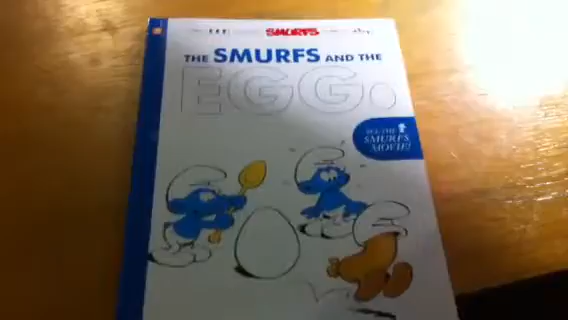 SMURFS
THE SMURFS AND THE
EGG.
SEE THE
SMURFS
MOVIE!